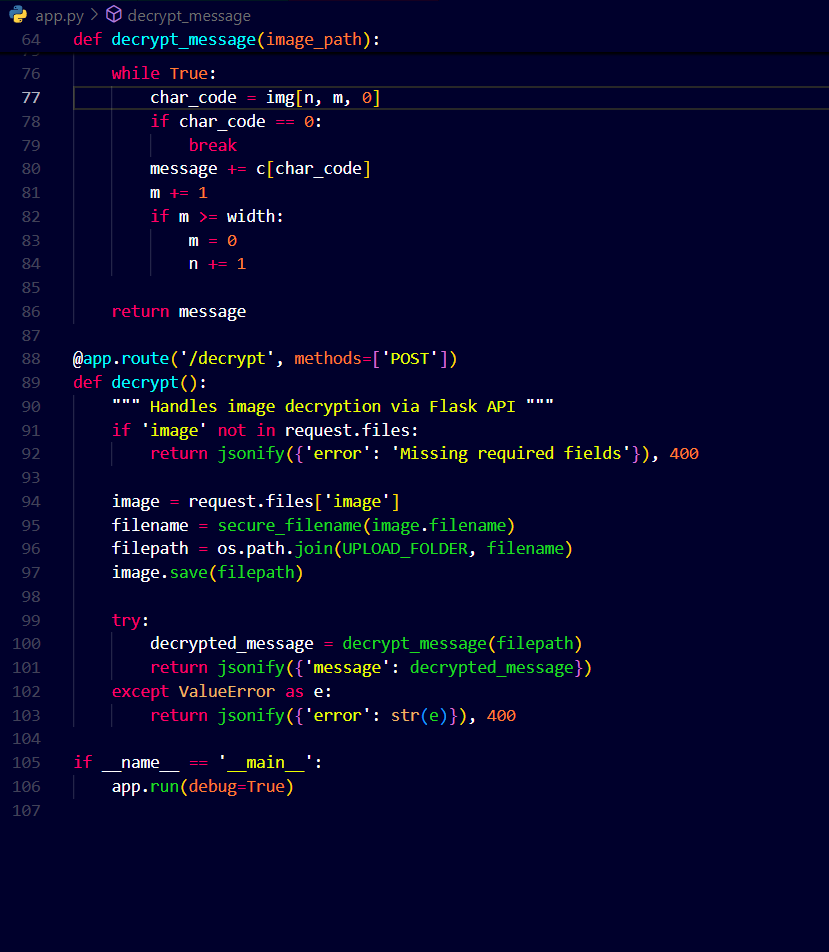 app.py > decrypt_message
64 def decrypt_message(image_path):
76 while True:
77 char_code = img[n, m, 0]
78 if char_code == 0:
79 break
80 message += c[char_code]
81 m += 1
82 if m >= width:
83 m = 0
84 n += 1
85
86 return message
87
88 @app.route('/decrypt', methods=['POST'])
89 def decrypt():
90 """ Handles image decryption via Flask API """
91 if 'image' not in request.files:
92 return jsonify({'error': 'Missing required fields'}), 400
93
94 image = request.files['image']
95 filename = secure_filename(image.filename)
96 filepath = os.path.join(UPLOAD_FOLDER, filename)
97 image.save(filepath)
98
99 try:
100 decrypted_message = decrypt_message(filepath)
101 return jsonify({'message': decrypted_message})
102 except ValueError as e:
103 return jsonify({'error': str(e)}), 400
104
105 if __name__ == '__main__':
106 app.run(debug=True)
107